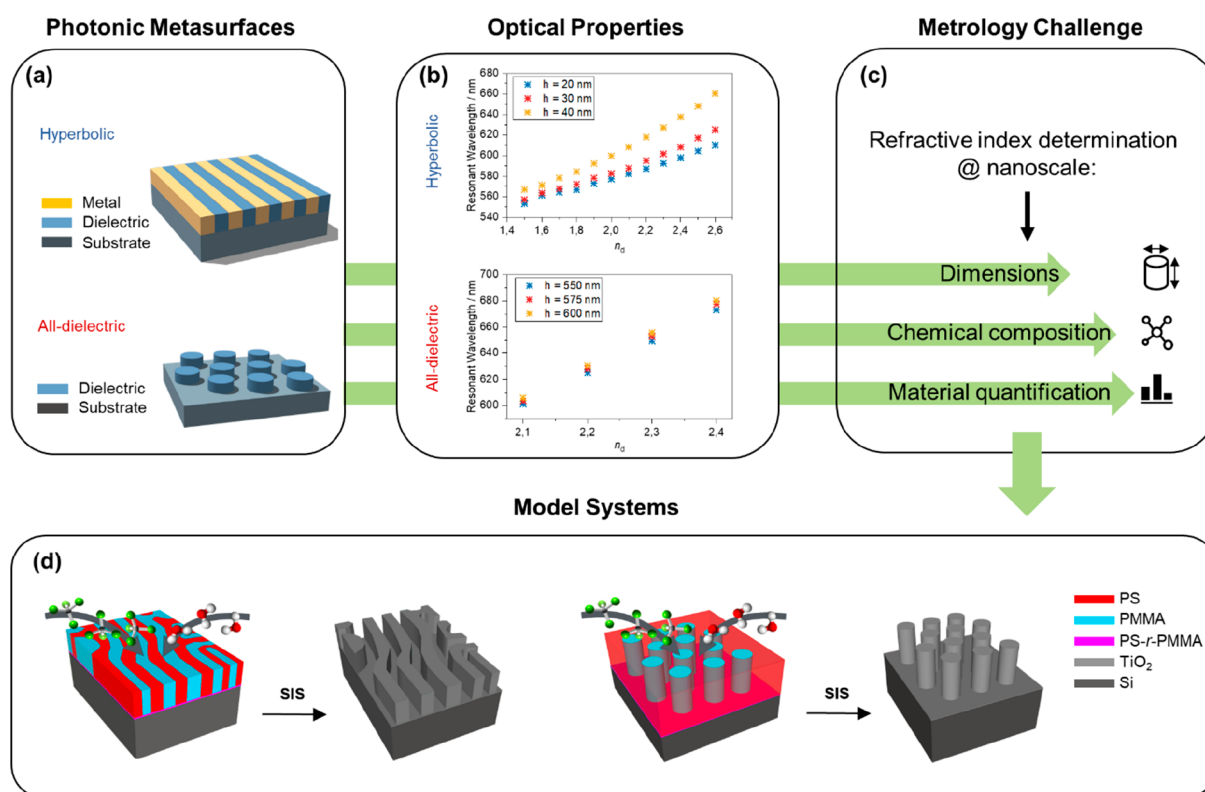 Photonic Metasurfaces
Optical Properties
Metrology Challenge
(a)
Hyperbolic
Metal
Dielectric
Substrate
All-dielectric
Dielectric
Substrate
(b)
Hyperbolic
Resonant Wavelength / nm
680
660
640
620
600
580
560
540
h = 20 nm
h = 30 nm
h = 40 nm
1,4 1,6 1,8 2,0 2,2 2,4 2,6
nd
All-dielectric
Resonant Wavelength / nm
700
680
660
640
620
600
h = 550 nm
h = 575 nm
h = 600 nm
2,1 2,2 2,3 2,4
nd
(c)
Refractive index determination
@ nanoscale:
Dimensions
Chemical composition
Material quantification
Model Systems
(d)
SIS
SIS
PS
PMMA
PS-r-PMMA
TiO2
Si